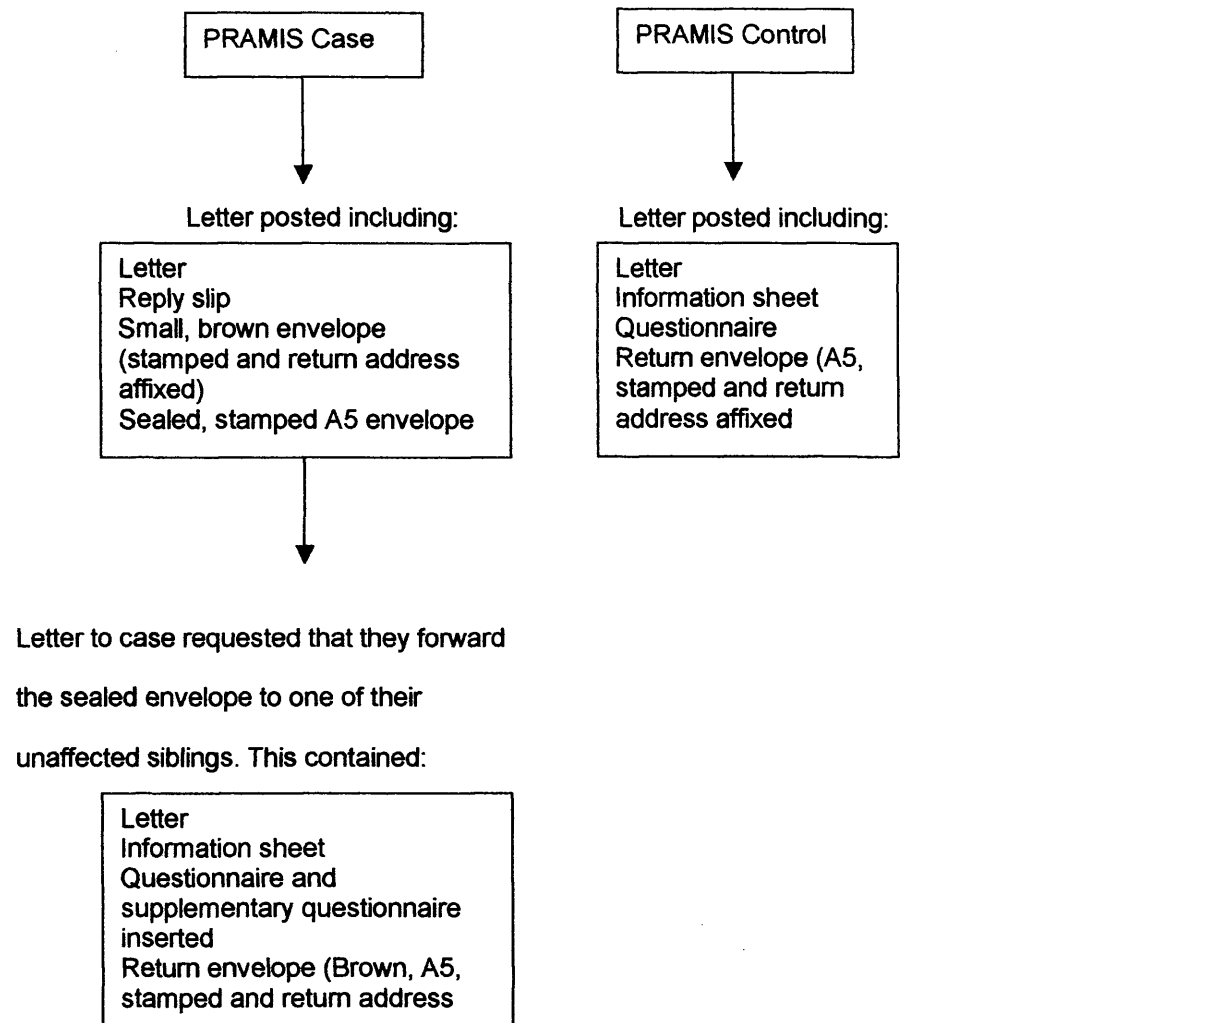 PRAMIS Case
Letter posted including:
Letter
Reply slip
Small, brown envelope
(stamped and return address
affixed)
Sealed, stamped A5 envelope
Letter to case requested that they forward
the sealed envelope to one of their
unaffected siblings. This contained:
Letter
Information sheet
Questionnaire and
supplementary questionnaire
inserted
Return envelope (Brown, A5,
stamped and return address
PRAMIS Control
Letter posted including:
Letter
Information sheet
Questionnaire
Return envelope (A5,
stamped and return
address affixed